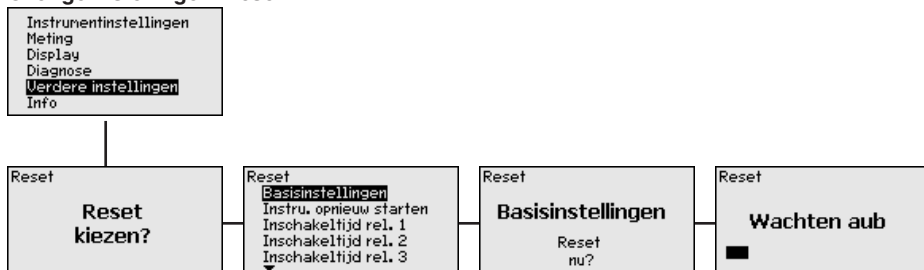 Instrumentinstellingen
Meting
Display
Diagnose
Verdere instellingen
Info
Reset
Reset
kiezen?
Reset
Basisinstellingen
Instru. opnieuw starten
Inschakeltijd rel. 1
Inschakeltijd rel. 2
Inschakeltijd rel. 3
Reset
Basisinstellingen
Reset
nu?
Reset
Wachten aub